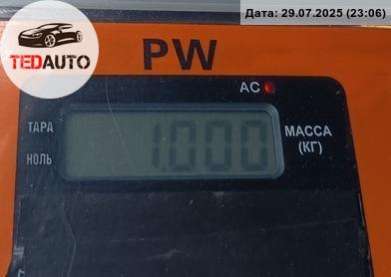 Дата: 29.07.2025 (23:06)
TEDAUTO
PW
AC
ТАРА
НОЛЬ
1.000
МАССА
(КГ)